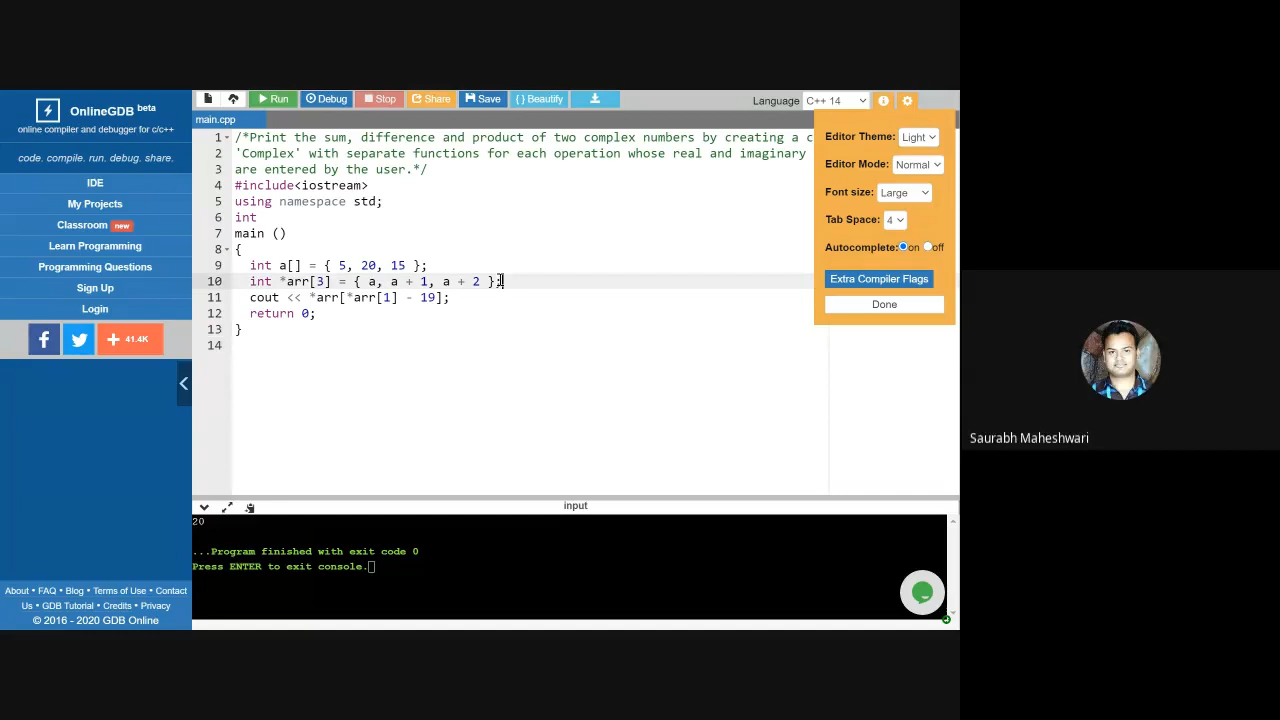 OnlineGDB beta
online compiler and debugger for c/c++
code. compile. run. debug. share.
IDE
My Projects
Classroom new
Learn Programming
Programming Questions
Sign Up
Login
41.4K
About • FAQ • Blog • Terms of Use • Contact
Us • GDB Tutorial • Credits • Privacy
© 2016 - 2020 GDB Online
Run Debug Stop Share Save { } Beautify
Language C++ 14
main.cpp
1 /*Print the sum, difference and product of two complex numbers by creating a c
2 'Complex' with separate functions for each operation whose real and imaginary
3 are entered by the user.*/
4 #include<iostream>
5 using namespace std;
6 int
7 main ()
8 {
9 int a[] = { 5, 20, 15 };
10 int *arr[3] = { a, a + 1, a + 2 };
11 cout << *arr[*arr[1] - 19];
12 return 0;
13 }
14
Editor Theme: Light
Editor Mode: Normal
Font size: Large
Tab Space: 4
Autocomplete: on off
Extra Compiler Flags
Done
input
20
...Program finished with exit code 0
Press ENTER to exit console.
Saurabh Maheshwari